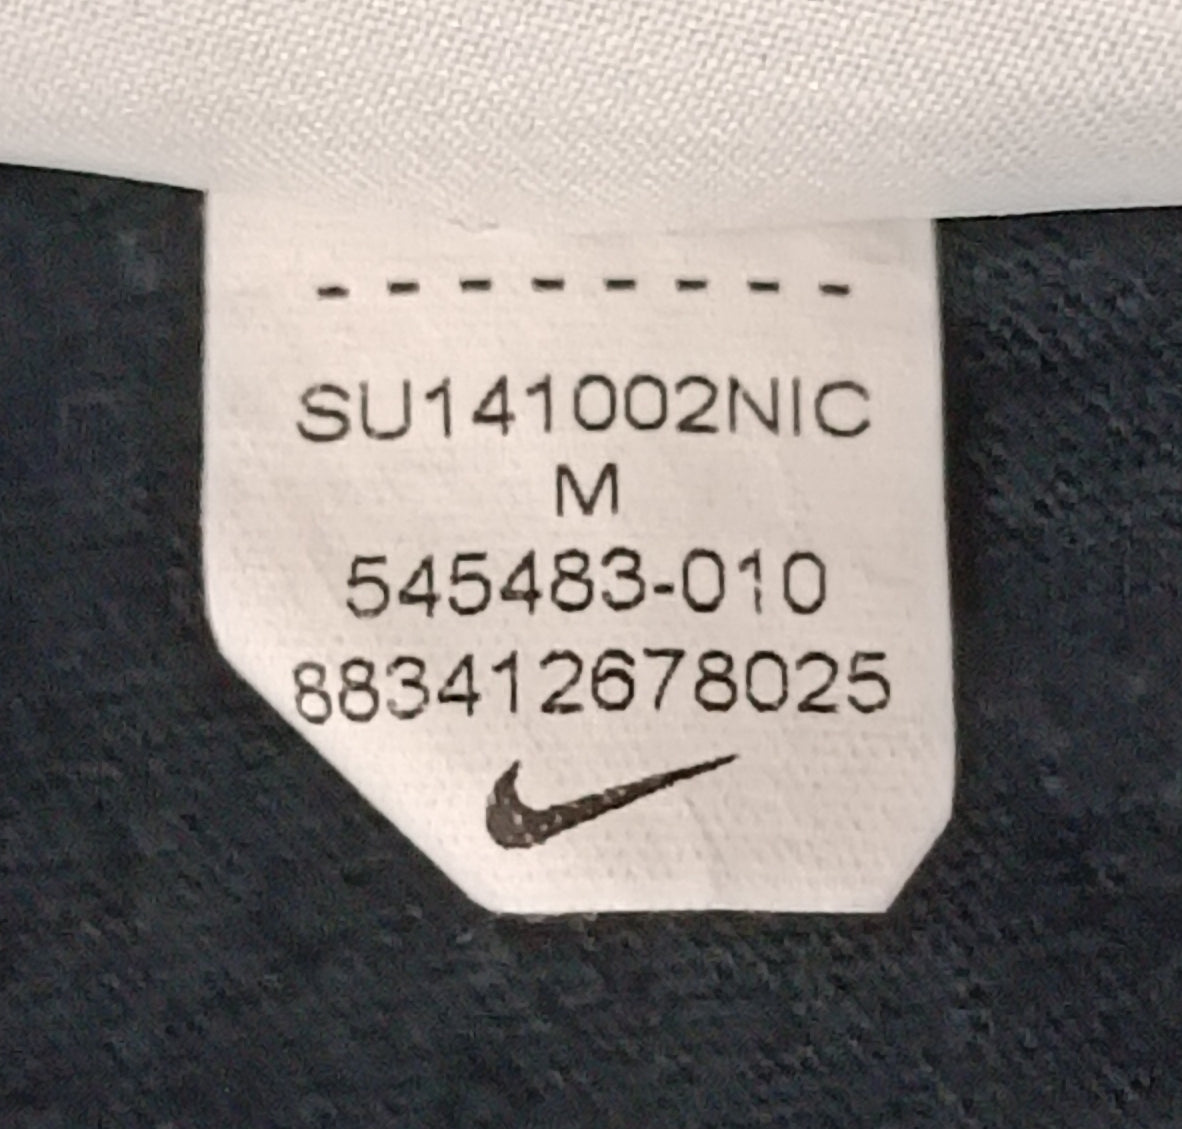 - - - - - - - -
SU141002NIC
M
545483-010
883412678025